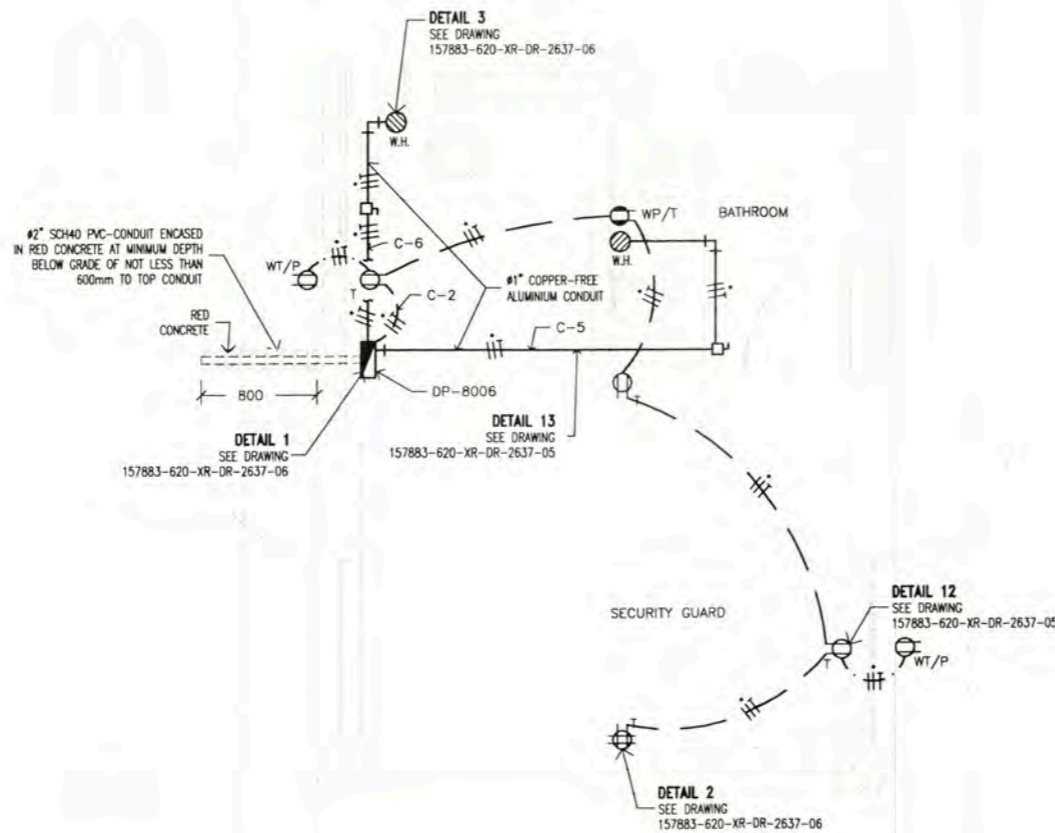 DETAIL 3
SEE DRAWING
157883-620-XR-DR-2637-06
W.H.
WP/T
BATHROOM
W.H.
ø2" SCH40 PVC-CONDUIT ENCASED
IN RED CONCRETE AT MINIMUM DEPTH
BELOW GRADE OF NOT LESS THAN
600mm TO TOP CONDUIT
C-6
WT/P
T
ø1" COPPER-FREE
ALUMINIUM CONDUIT
C-2
RED
CONCRETE
C-5
800
DP-8006
T
DETAIL 1
SEE DRAWING
157883-620-XR-DR-2637-06
DETAIL 13
SEE DRAWING
157883-620-XR-DR-2637-05
SECURITY GUARD
DETAIL 12
SEE DRAWING
157883-620-XR-DR-2637-05
T
WT/P
T
DETAIL 2
SEE DRAWING
157883-620-XR-DR-2637-06